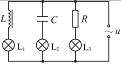 L C R
~ u
L₁ L₂ L₃